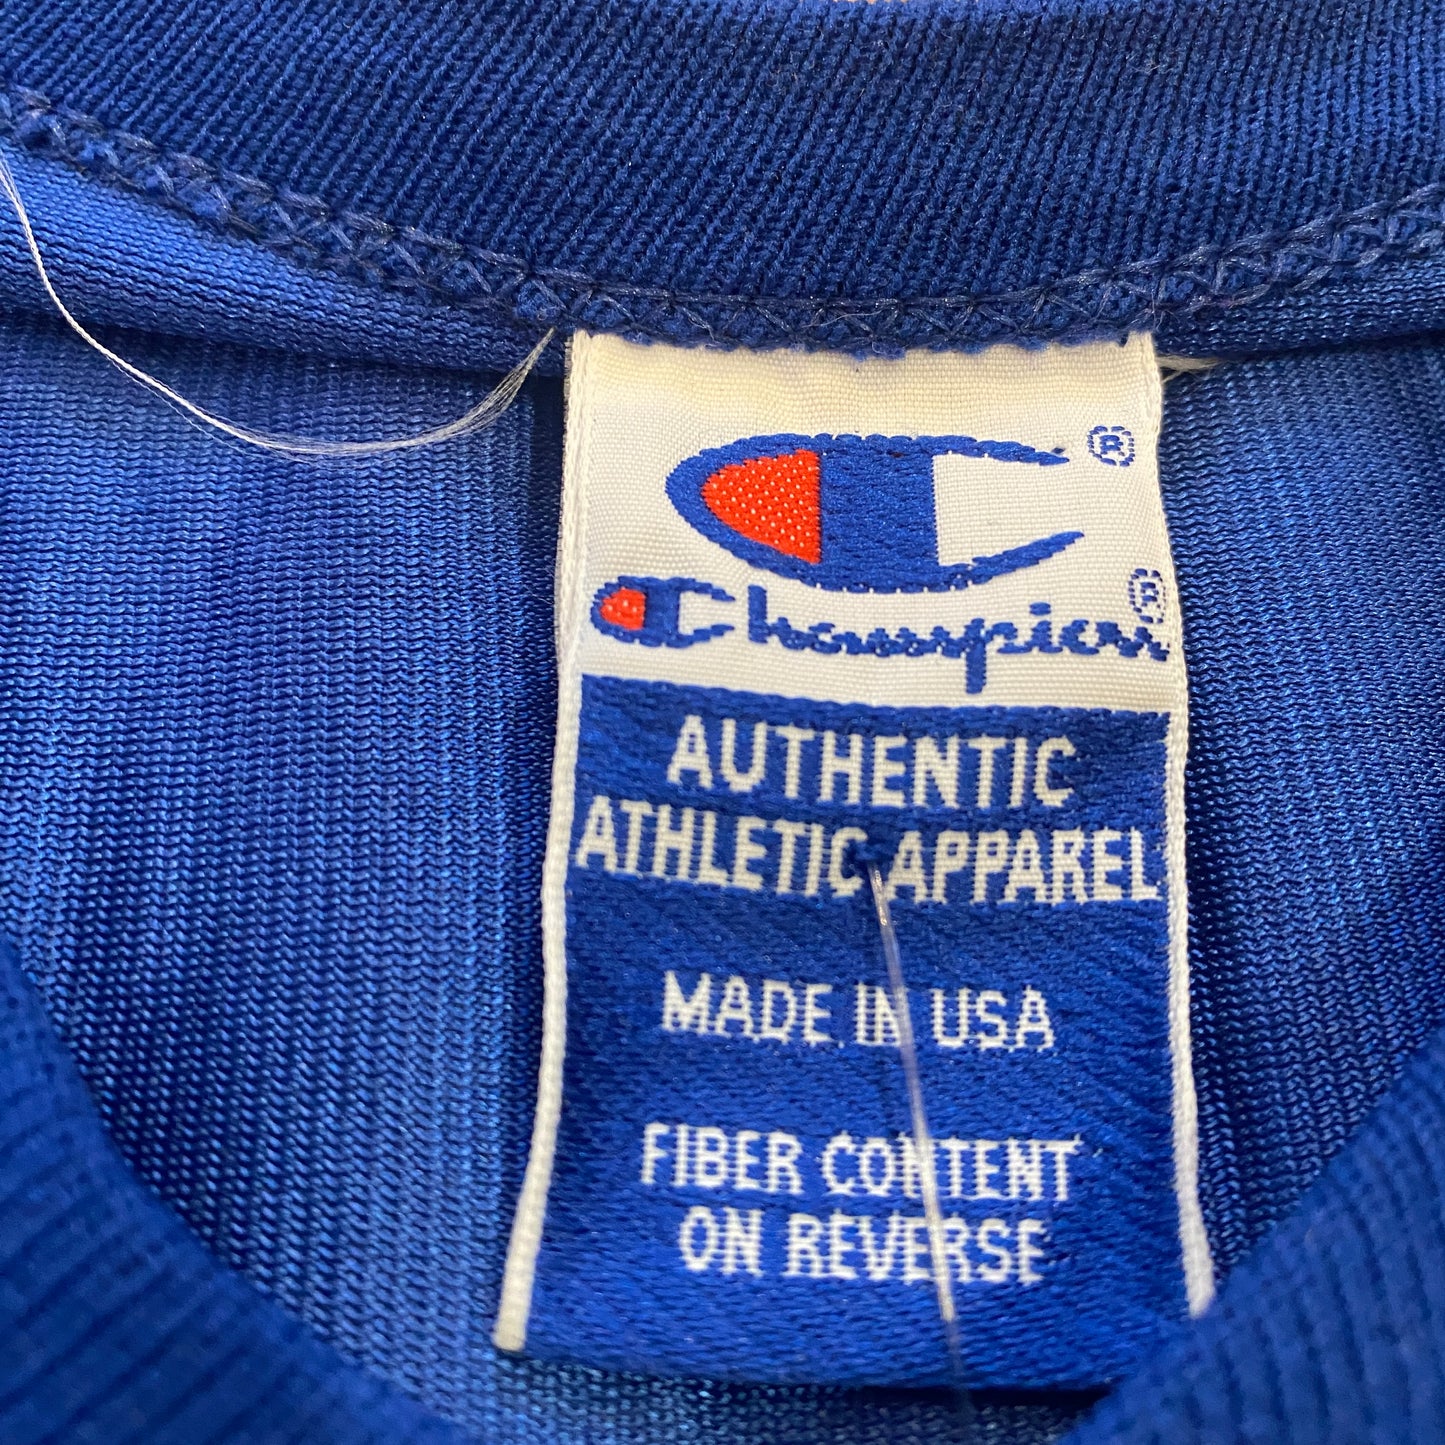 ®
Champion®
AUTHENTIC
ATHLETIC APPAREL
MADE IN USA
FIBER CONTENT
ON REVERSE